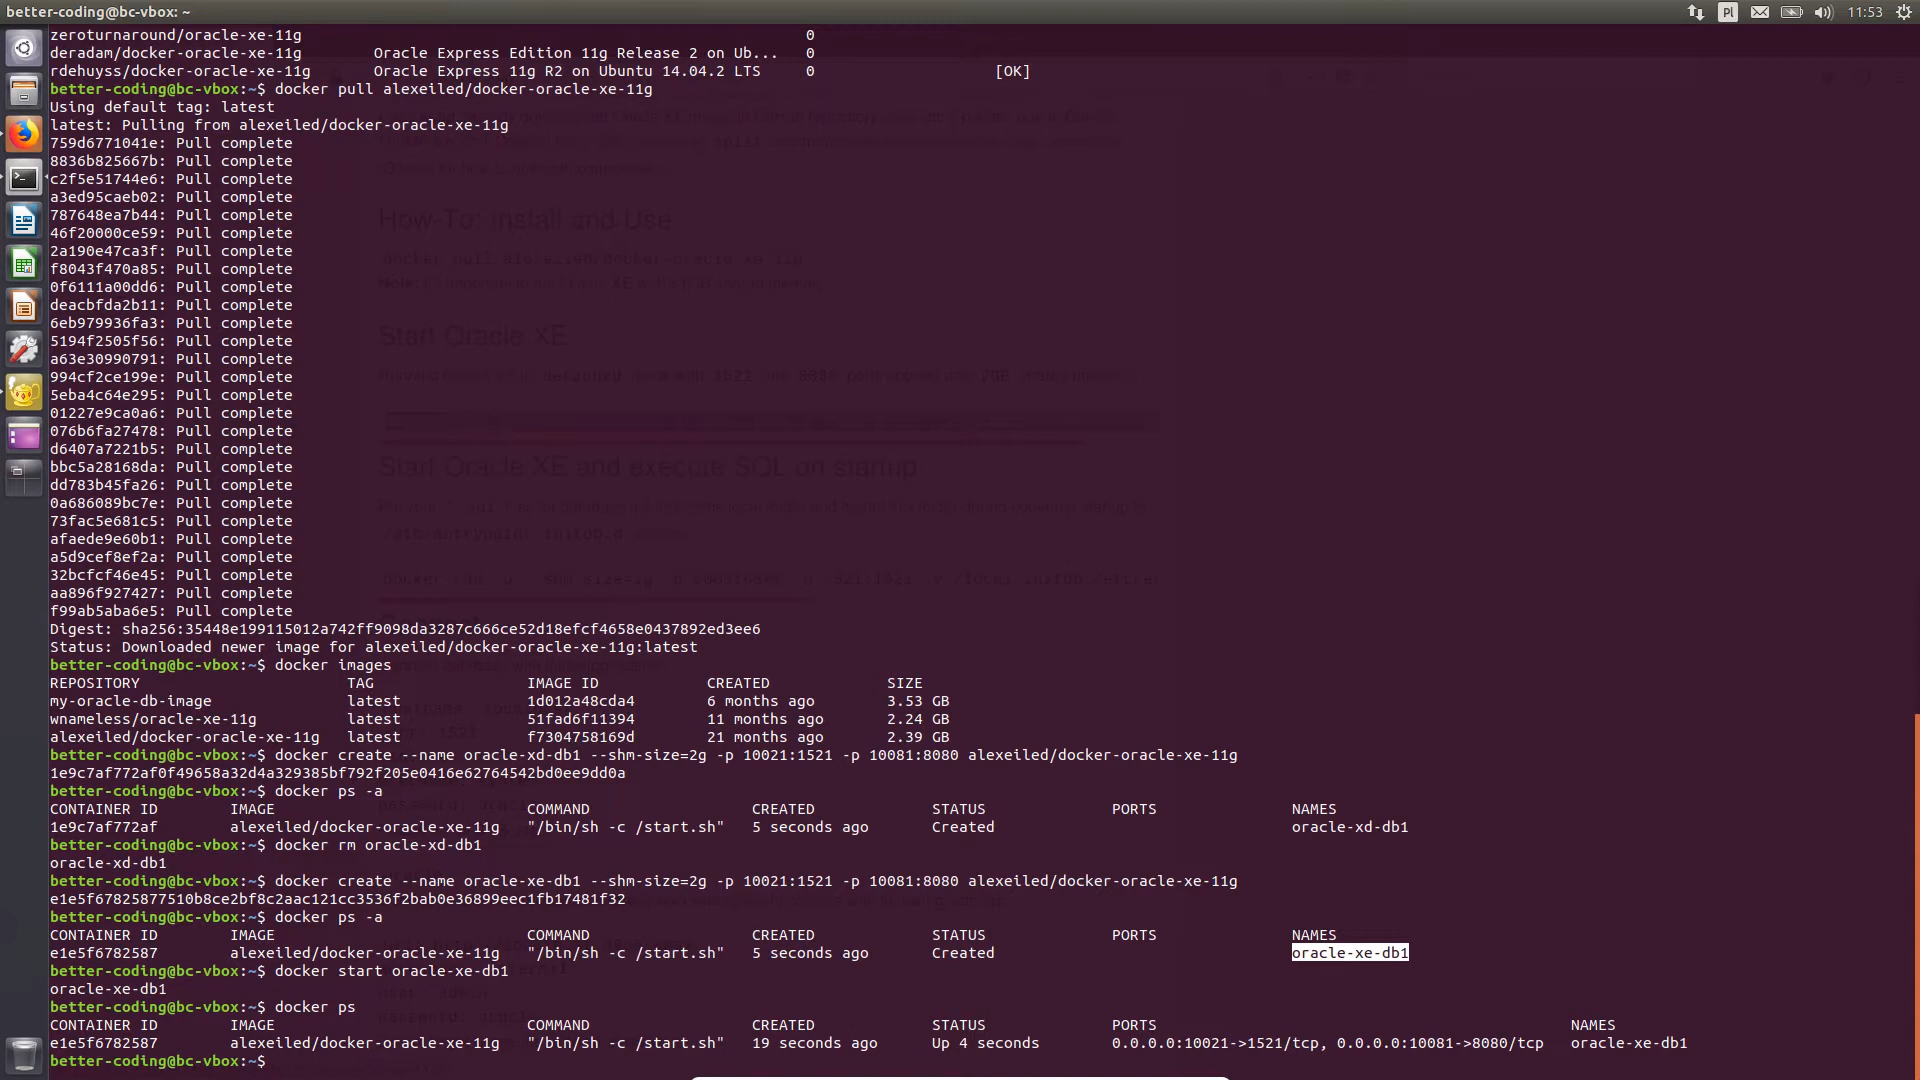 better-coding@bc-vbox: ~
Pl
11:53
zeroturnaround/oracle-xe-11g 0
deradam/docker-oracle-xe-11g Oracle Express Edition 11g Release 2 on Ub... 0
rdehuyss/docker-oracle-xe-11g Oracle Express 11g R2 on Ubuntu 14.04.2 LTS 0 [OK]
better-coding@bc-vbox:~$ docker pull alexeiled/docker-oracle-xe-11g
Using default tag: latest
latest: Pulling from alexeiled/docker-oracle-xe-11g
759d6771041e: Pull complete
8836b825667b: Pull complete
c2f5e51744e6: Pull complete
a3ed95caeb02: Pull complete
787648ea7b44: Pull complete
46f20000ce59: Pull complete
2a190e47ca3f: Pull complete
f8043f470a85: Pull complete
0f6111a00dd6: Pull complete
deacbfda2b11: Pull complete
6eb979936fa3: Pull complete
5194f2505f56: Pull complete
a63e30990791: Pull complete
994cf2ce199e: Pull complete
5eba4c64e295: Pull complete
01227e9ca0a6: Pull complete
076b6fa27478: Pull complete
d6407a7221b5: Pull complete
bbc5a28168da: Pull complete
dd783b45fa26: Pull complete
0a686089bc7e: Pull complete
73fac5e681c5: Pull complete
afaede9e60b1: Pull complete
a5d9cef8ef2a: Pull complete
32bcfcf46e45: Pull complete
aa896f927427: Pull complete
f99ab5aba6e5: Pull complete
Digest: sha256:35448e199115012a742ff9098da3287c666ce52d18efcf4658e0437892ed3ee6
Status: Downloaded newer image for alexeiled/docker-oracle-xe-11g:latest
better-coding@bc-vbox:~$ docker images
REPOSITORY TAG IMAGE ID CREATED SIZE
my-oracle-db-image latest 1d012a48cda4 6 months ago 3.53 GB
wnameless/oracle-xe-11g latest 51fad6f11394 11 months ago 2.24 GB
alexeiled/docker-oracle-xe-11g latest f7304758169d 21 months ago 2.39 GB
better-coding@bc-vbox:~$ docker create --name oracle-xd-db1 --shm-size=2g -p 10021:1521 -p 10081:8080 alexeiled/docker-oracle-xe-11g
1e9c7af772af0f49658a32d4a329385bf792f205e0416e62764542bd0ee9dd0a
better-coding@bc-vbox:~$ docker ps -a
CONTAINER ID IMAGE COMMAND CREATED STATUS PORTS NAMES
1e9c7af772af alexeiled/docker-oracle-xe-11g "/bin/sh -c /start.sh" 5 seconds ago Created oracle-xd-db1
better-coding@bc-vbox:~$ docker rm oracle-xd-db1
oracle-xd-db1
better-coding@bc-vbox:~$ docker create --name oracle-xe-db1 --shm-size=2g -p 10021:1521 -p 10081:8080 alexeiled/docker-oracle-xe-11g
e1e5f67825877510b8ce2bf8c2aac121cc3536f2bab0e36899eec1fb17481f32
better-coding@bc-vbox:~$ docker ps -a
CONTAINER ID IMAGE COMMAND CREATED STATUS PORTS NAMES
e1e5f6782587 alexeiled/docker-oracle-xe-11g "/bin/sh -c /start.sh" 5 seconds ago Created oracle-xe-db1
better-coding@bc-vbox:~$ docker start oracle-xe-db1
oracle-xe-db1
better-coding@bc-vbox:~$ docker ps
CONTAINER ID IMAGE COMMAND CREATED STATUS PORTS NAMES
e1e5f6782587 alexeiled/docker-oracle-xe-11g "/bin/sh -c /start.sh" 19 seconds ago Up 4 seconds 0.0.0.0:10021->1521/tcp, 0.0.0.0:10081->8080/tcp oracle-xe-db1
better-coding@bc-vbox:~$
How-To: Install and Use
Start Oracle XE
Start Oracle XE and execute SQL on startup